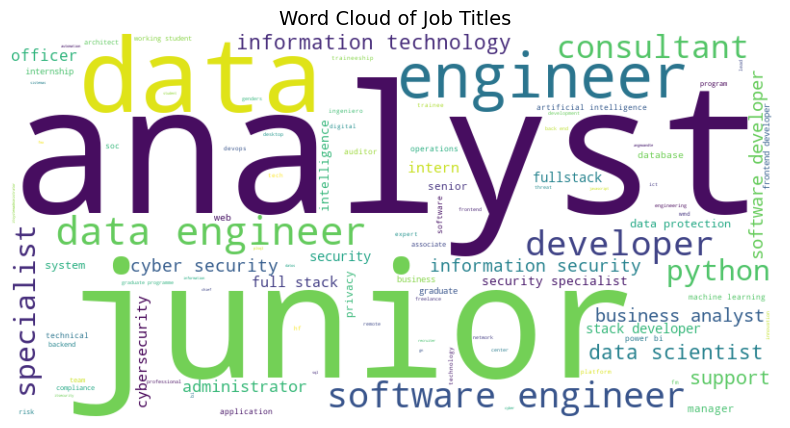 Word Cloud of Job Titles
architect
working student
officer
information technology
consultant
internship
traineeship
data
engineer
program
genders
trainee
artificial intelligence
ingeniero
development
digital
desktop
back end
analyst
soc
devops
auditor
operations
database
intelligence
intern
fullstack
software developer
frontend developer
senior
threat
ict
engineering
web
software
frontend
data protection
data engineer
expert
associate
developer
security
system
cyber security
information security
python
specialist
graduate programme
full stack
business
security specialist
privacy
graduate
machine learning
freelance
junior
business analyst
stack developer
remote
technical
network
power bi
backend
data scientist
cybersecurity
technology
team
platform
support
compliance
professional
administrator
software engineer
manager
risk
application